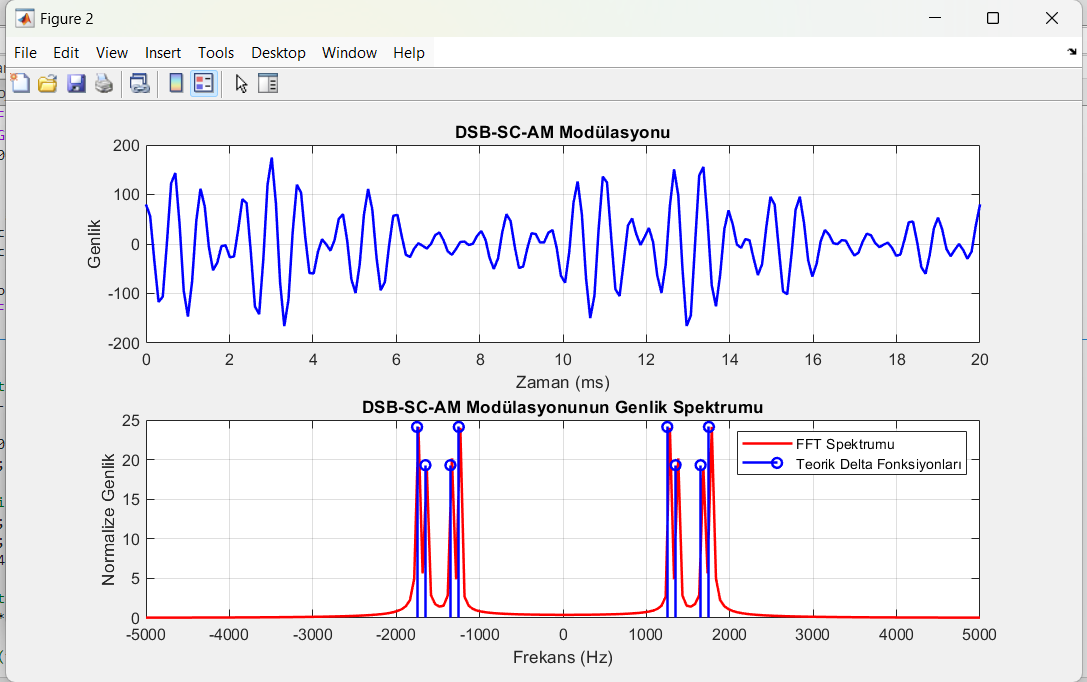 Figure 2
File Edit View Insert Tools Desktop Window Help
DSB-SC-AM Modülasyonu
200
100
0
-100
-200
Genlik
0 2 4 6 8 10 12 14 16 18 20
Zaman (ms)
DSB-SC-AM Modülasyonunun Genlik Spektrumu
25
20
15
10
5
0
Normalize Genlik
FFT Spektrumu
Teorik Delta Fonksiyonları
-5000 -4000 -3000 -2000 -1000 0 1000 2000 3000 4000 5000
Frekans (Hz)